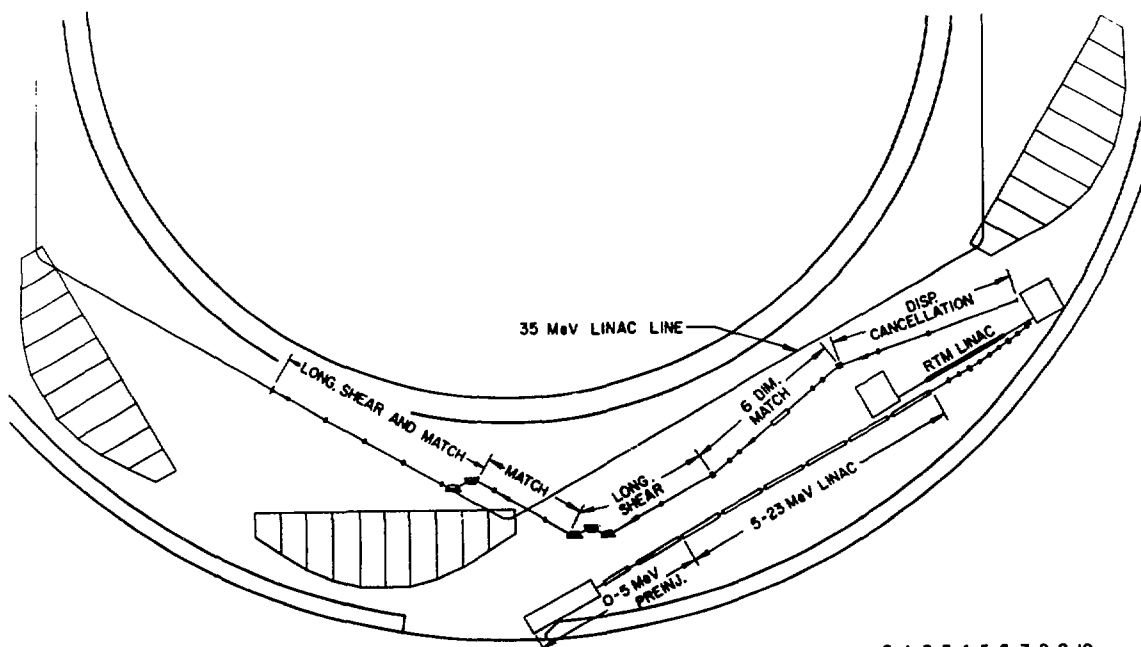 35 MeV LINAC LINE
DISP.
CANCELLATION
RTM LINAC
LONG. SHEAR AND MATCH
6 DIM.
MATCH
MATCH
LONG.
SHEAR
5-23 MeV LINAC
0-5 MeV
PREINJ.